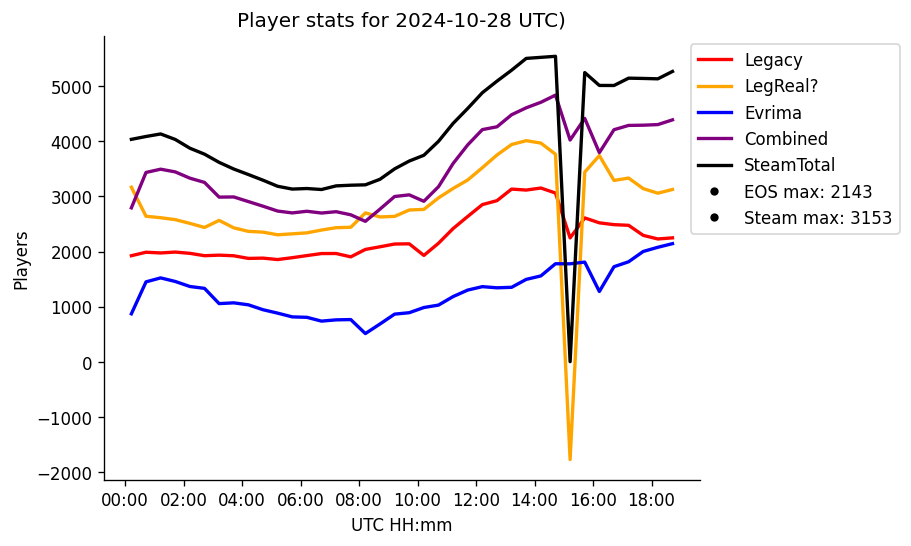 Player stats for 2024-10-28 UTC)
Legacy
LegReal?
Evrima
Combined
SteamTotal
EOS max: 2143
Steam max: 3153
Players
5000
4000
3000
2000
1000
0
−1000
−2000
00:00 02:00 04:00 06:00 08:00 10:00 12:00 14:00 16:00 18:00
UTC HH:mm